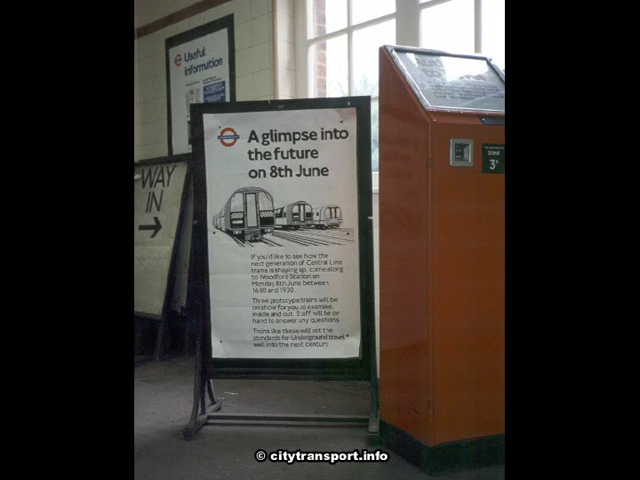 Useful
information
WAY
IN
A glimpse into
the future
on 8th June
If you'd like to see how the
next generation of Central Line
trains is shaping up, come along
to Woodford Station on
Monday 8th June between
1600 and 1900.
Three prototype trains will be
on show for you to examine,
inside and out. Staff will be on
hand to answer any questions.
Trains like these will set the
standards for Underground travel
well into the next century.
ZONE
3
© citytransport.info